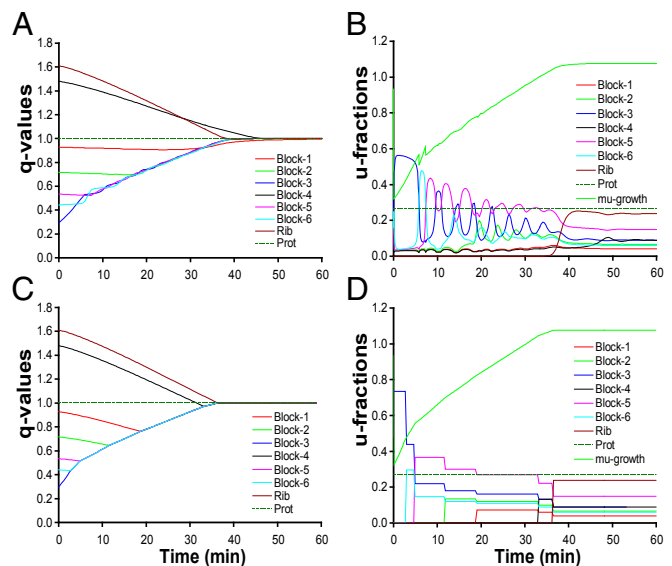 A
q-values
1.8
1.6
1.4
1.2
1.0
0.8
0.6
0.4
0.2
0.0
0 10 20 30 40 50 60
Block-1
Block-2
Block-3
Block-4
Block-5
Block-6
Rib
Prot
B
u-fractions
1.2
1.0
0.8
0.6
0.4
0.2
0.0
0 10 20 30 40 50 60
Block-1
Block-2
Block-3
Block-4
Block-5
Block-6
Rib
Prot
mu-growth
C
q-values
1.8
1.6
1.4
1.2
1.0
0.8
0.6
0.4
0.2
0.0
0 10 20 30 40 50 60
Time (min)
Block-1
Block-2
Block-3
Block-4
Block-5
Block-6
Rib
Prot
D
u-fractions
1.2
1.0
0.8
0.6
0.4
0.2
0.0
0 10 20 30 40 50 60
Time (min)
Block-1
Block-2
Block-3
Block-4
Block-5
Block-6
Rib
Prot
mu-growth